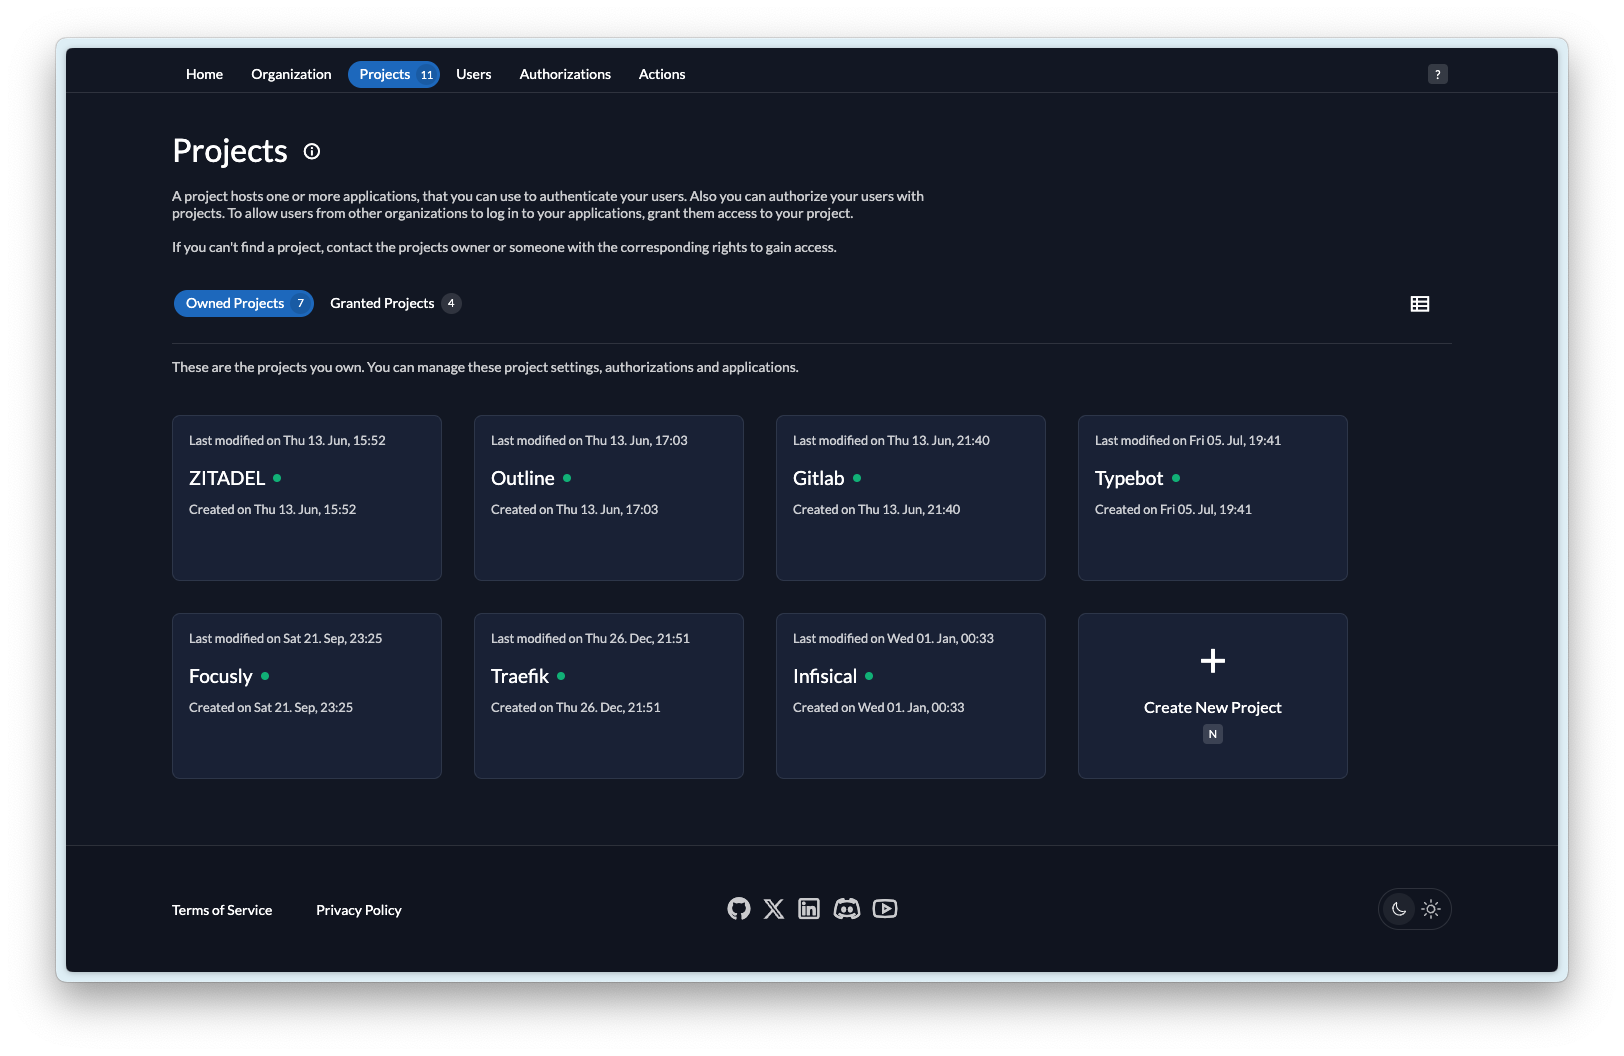 Home Organization Projects 11 Users Authorizations Actions ?
Projects
A project hosts one or more applications, that you can use to authenticate your users. Also you can authorize your users with
projects. To allow users from other organizations to log in to your applications, grant them access to your project.
If you can't find a project, contact the projects owner or someone with the corresponding rights to gain access.
Owned Projects 7 Granted Projects 4
These are the projects you own. You can manage these project settings, authorizations and applications.
Last modified on Thu 13. Jun, 15:52
ZITADEL
Created on Thu 13. Jun, 15:52
Last modified on Thu 13. Jun, 17:03
Outline
Created on Thu 13. Jun, 17:03
Last modified on Thu 13. Jun, 21:40
Gitlab
Created on Thu 13. Jun, 21:40
Last modified on Fri 05. Jul, 19:41
Typebot
Created on Fri 05. Jul, 19:41
Last modified on Sat 21. Sep, 23:25
Focusly
Created on Sat 21. Sep, 23:25
Last modified on Thu 26. Dec, 21:51
Traefik
Created on Thu 26. Dec, 21:51
Last modified on Wed 01. Jan, 00:33
Infisical
Created on Wed 01. Jan, 00:33
Create New Project
N
Terms of Service Privacy Policy